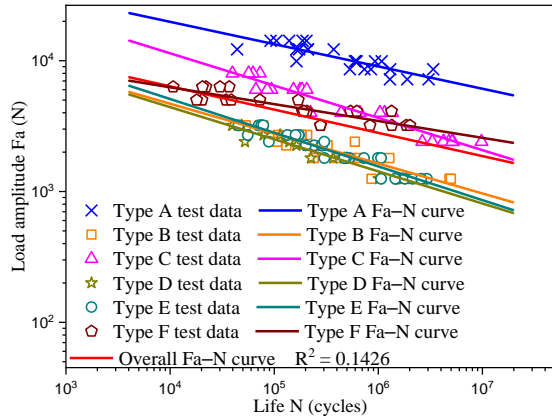 Load amplitude Fa (N)
10⁴
10³
10²
Type A test data
Type A Fa–N curve
Type B test data
Type B Fa–N curve
Type C test data
Type C Fa–N curve
Type D test data
Type D Fa–N curve
Type E test data
Type E Fa–N curve
Type F test data
Type F Fa–N curve
Overall Fa–N curve R² = 0.1426
10³ 10⁴ 10⁵ 10⁶ 10⁷
Life N (cycles)